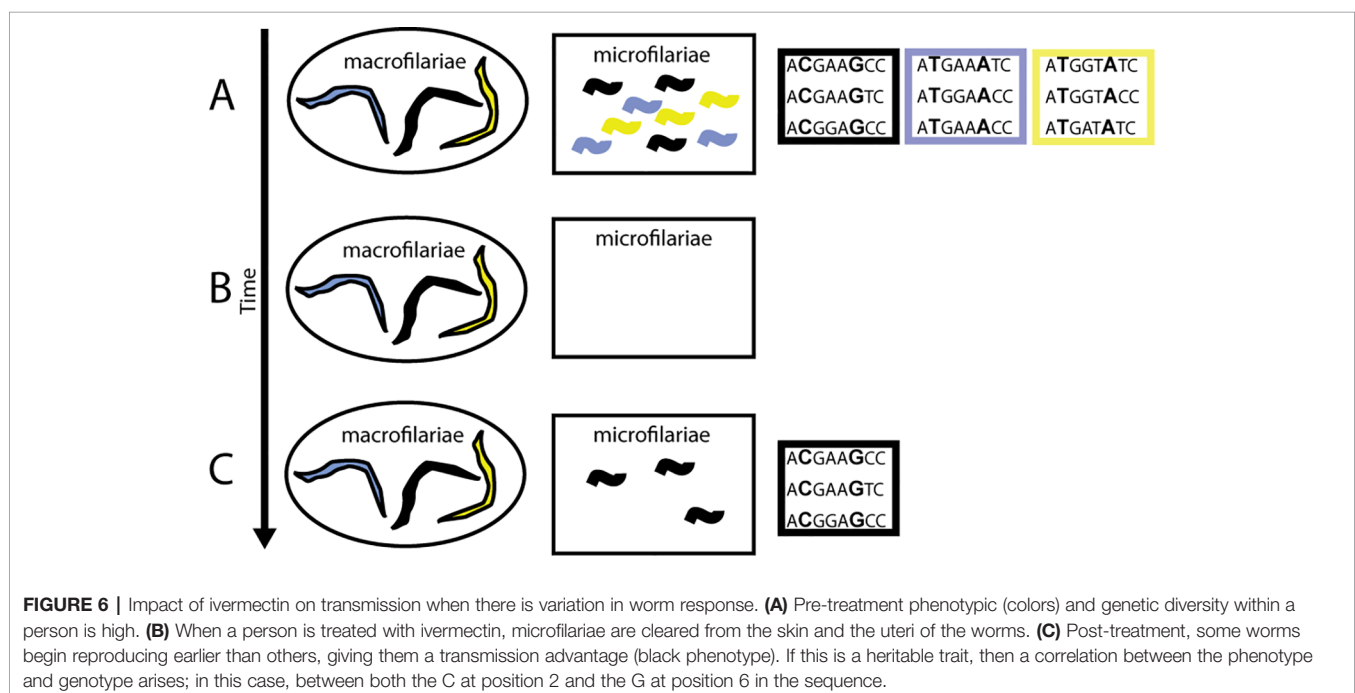 A
Time
macrofilariae
microfilariae
ACGAAGCC
ACGAAGTC
ACGGAGCC
ATGAAATC
ATGGAACC
ATGAAACC
ATGGTATC
ATGGTACC
ATGATATC
B
macrofilariae
microfilariae
C
macrofilariae
microfilariae
ACGAAGCC
ACGAAGTC
ACGGAGCC
FIGURE 6 | Impact of ivermectin on transmission when there is variation in worm response. (A) Pre-treatment phenotypic (colors) and genetic diversity within a
person is high. (B) When a person is treated with ivermectin, microfilariae are cleared from the skin and the uteri of the worms. (C) Post-treatment, some worms
begin reproducing earlier than others, giving them a transmission advantage (black phenotype). If this is a heritable trait, then a correlation between the phenotype
and genotype arises; in this case, between both the C at position 2 and the G at position 6 in the sequence.